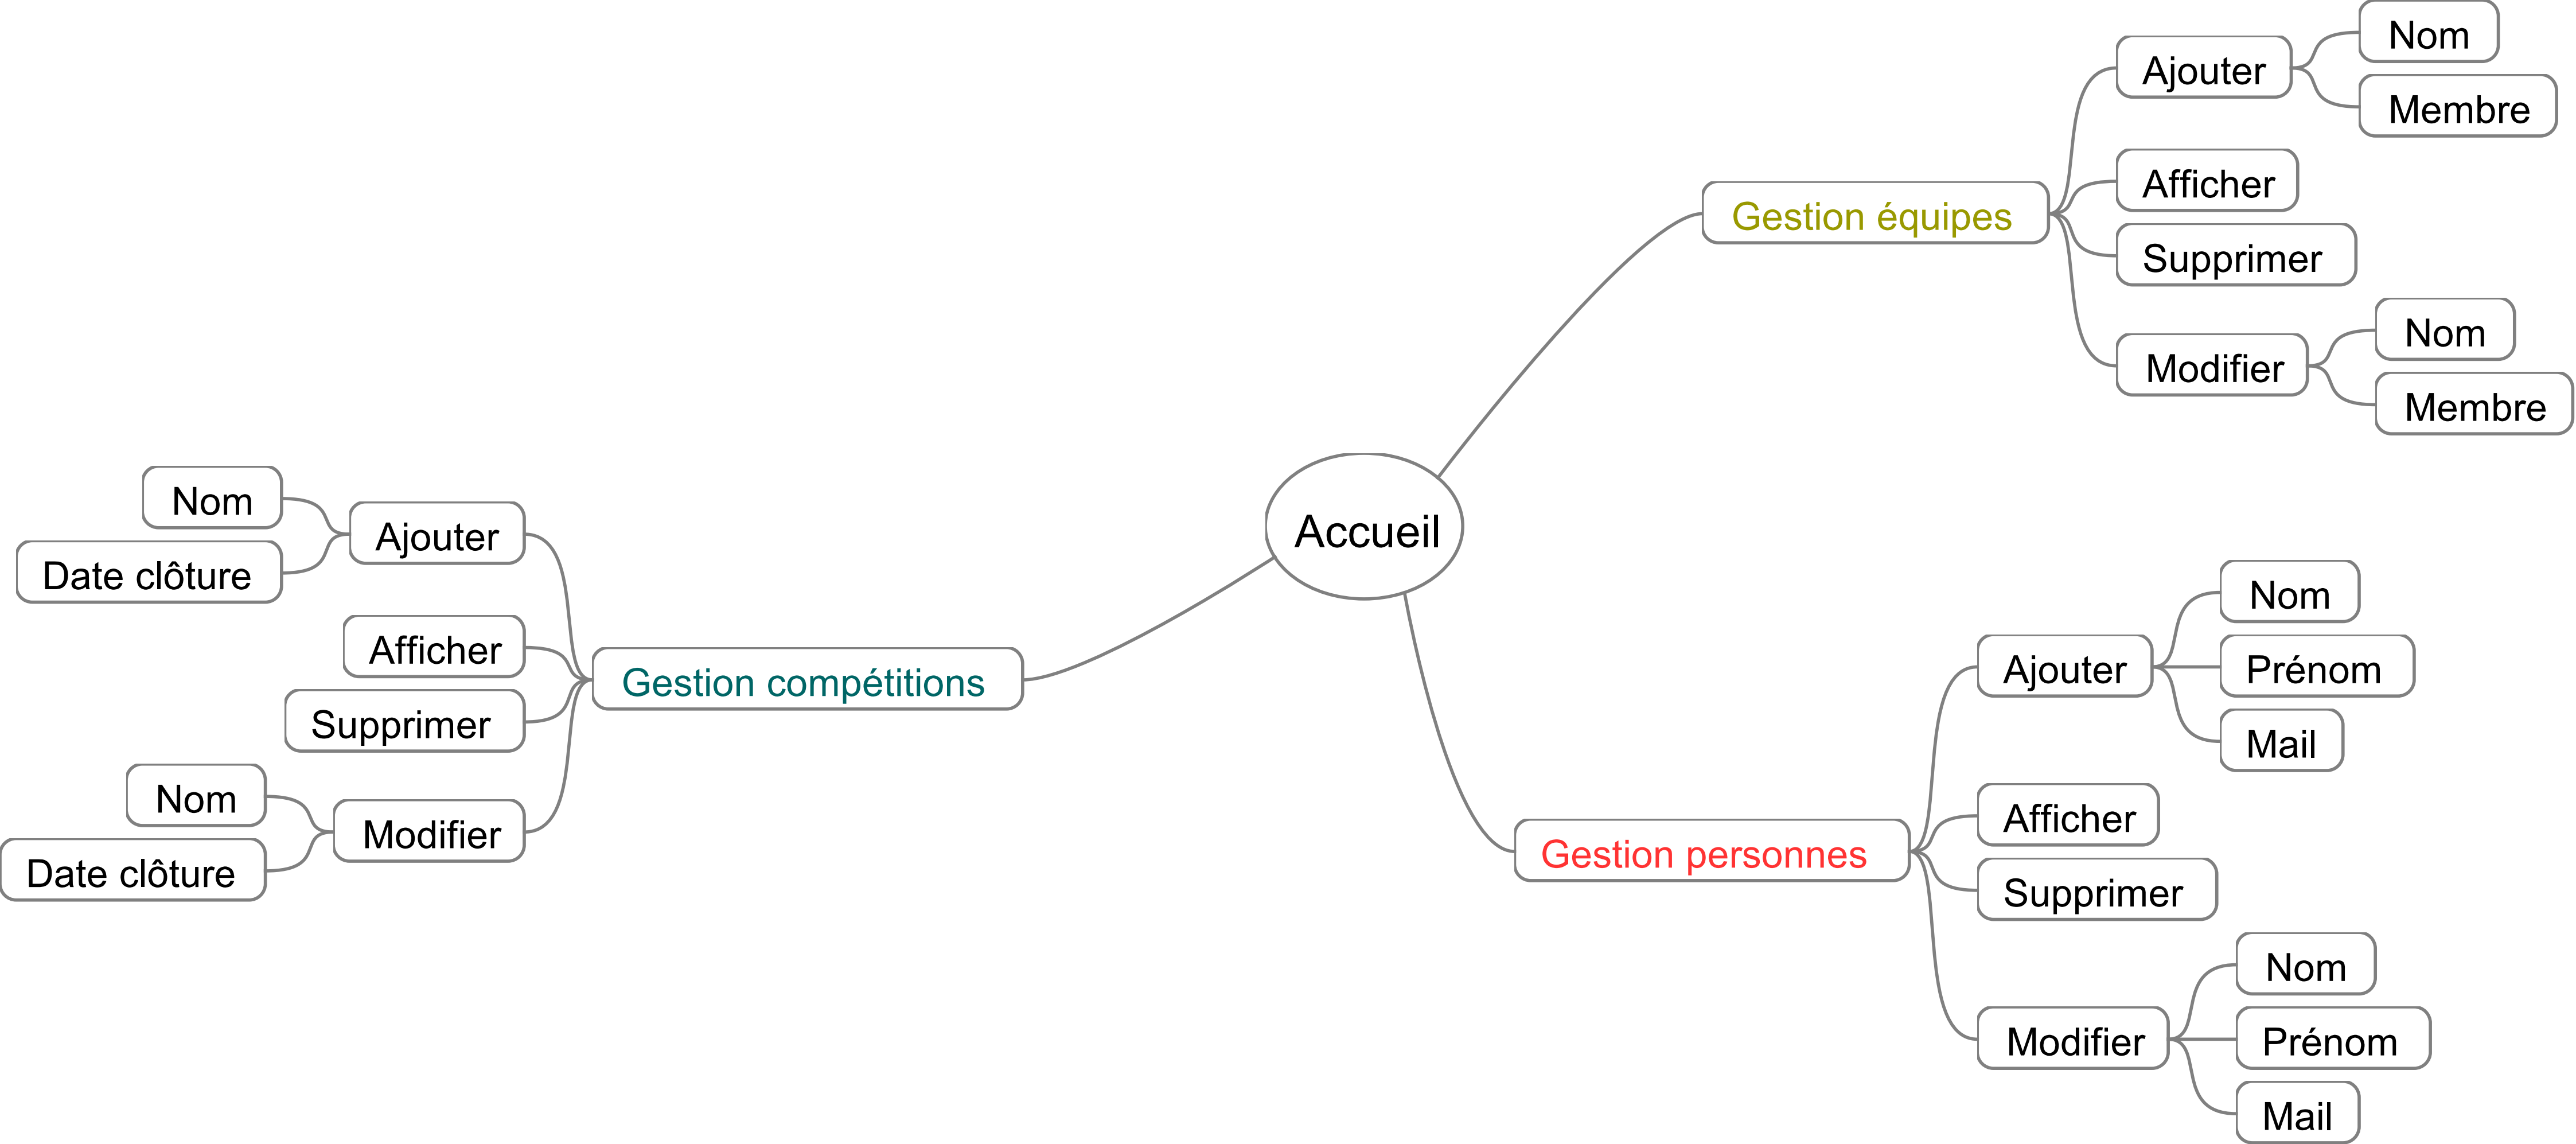 Accueil
Gestion équipes
Ajouter
Nom
Membre
Afficher
Supprimer
Modifier
Nom
Membre
Gestion personnes
Ajouter
Nom
Prénom
Mail
Afficher
Supprimer
Modifier
Nom
Prénom
Mail
Gestion compétitions
Ajouter
Nom
Date clôture
Afficher
Supprimer
Modifier
Nom
Date clôture